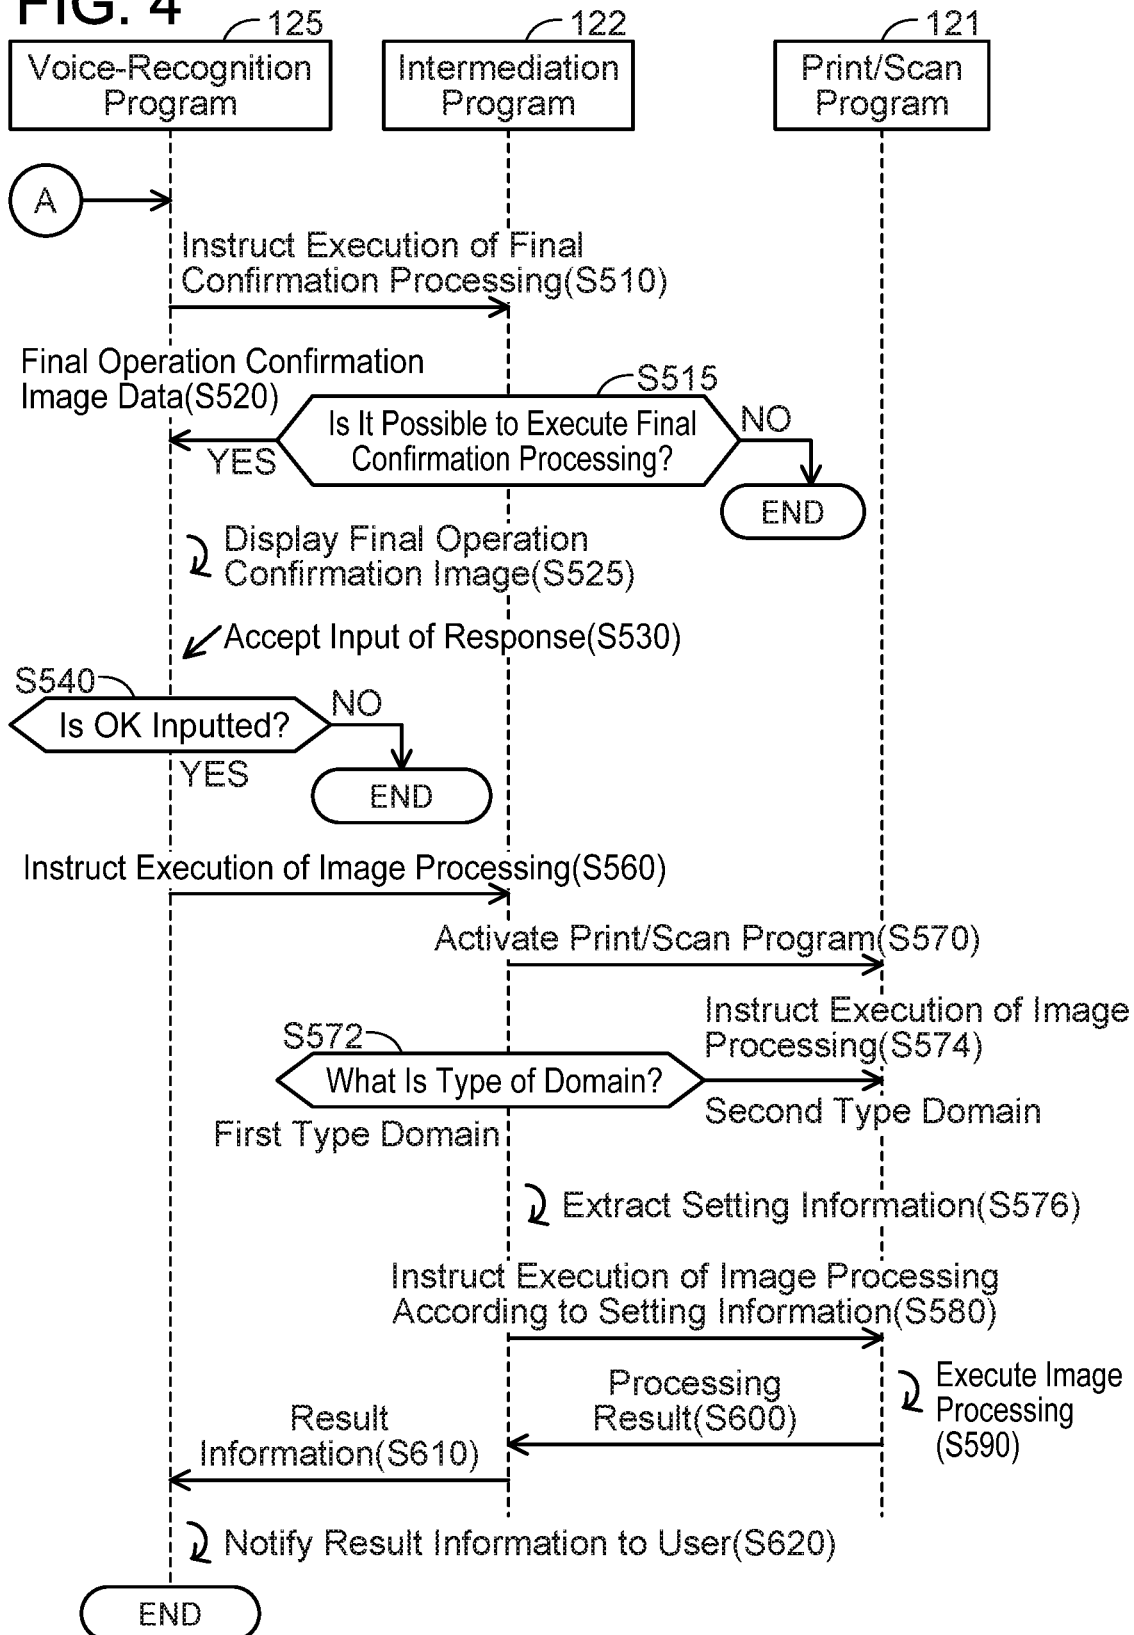 FIG. 4
125
122
121
Voice-Recognition
Program
Intermediation
Program
Print/Scan
Program
A
Instruct Execution of Final
Confirmation Processing(S510)
Final Operation Confirmation
Image Data(S520)
S515
Is It Possible to Execute Final
Confirmation Processing?
NO
YES
END
Display Final Operation
Confirmation Image(S525)
Accept Input of Response(S530)
S540
Is OK Inputted?
NO
YES
END
Instruct Execution of Image Processing(S560)
Activate Print/Scan Program(S570)
Instruct Execution of Image
Processing(S574)
S572
What Is Type of Domain?
Second Type Domain
First Type Domain
Extract Setting Information(S576)
Instruct Execution of Image Processing
According to Setting Information(S580)
Execute Image
Processing
(S590)
Processing
Result(S600)
Result
Information(S610)
Notify Result Information to User(S620)
END